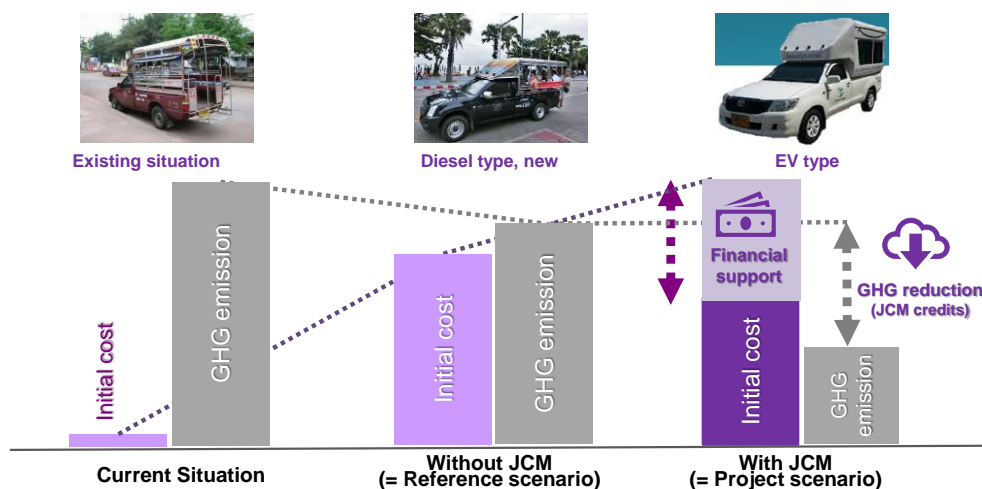 Existing situation
Diesel type, new
EV type
Initial cost
GHG emission
Initial cost
GHG emission
Financial
support
Initial cost
GHG
emission
GHG reduction
(JCM credits)
Current Situation
Without JCM
(= Reference scenario)
With JCM
(= Project scenario)